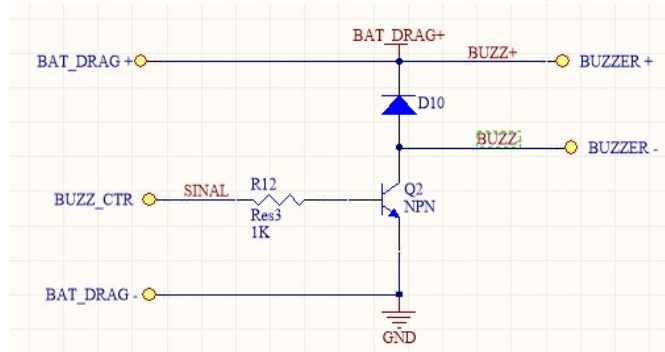 BAT_DRAG+
BAT_DRAG + BUZZ+ BUZZER +
D10
BUZZ- BUZZER -
R12 Q2
BUZZ_CTR SINAL NPN
Res3
1K
BAT_DRAG -
GND